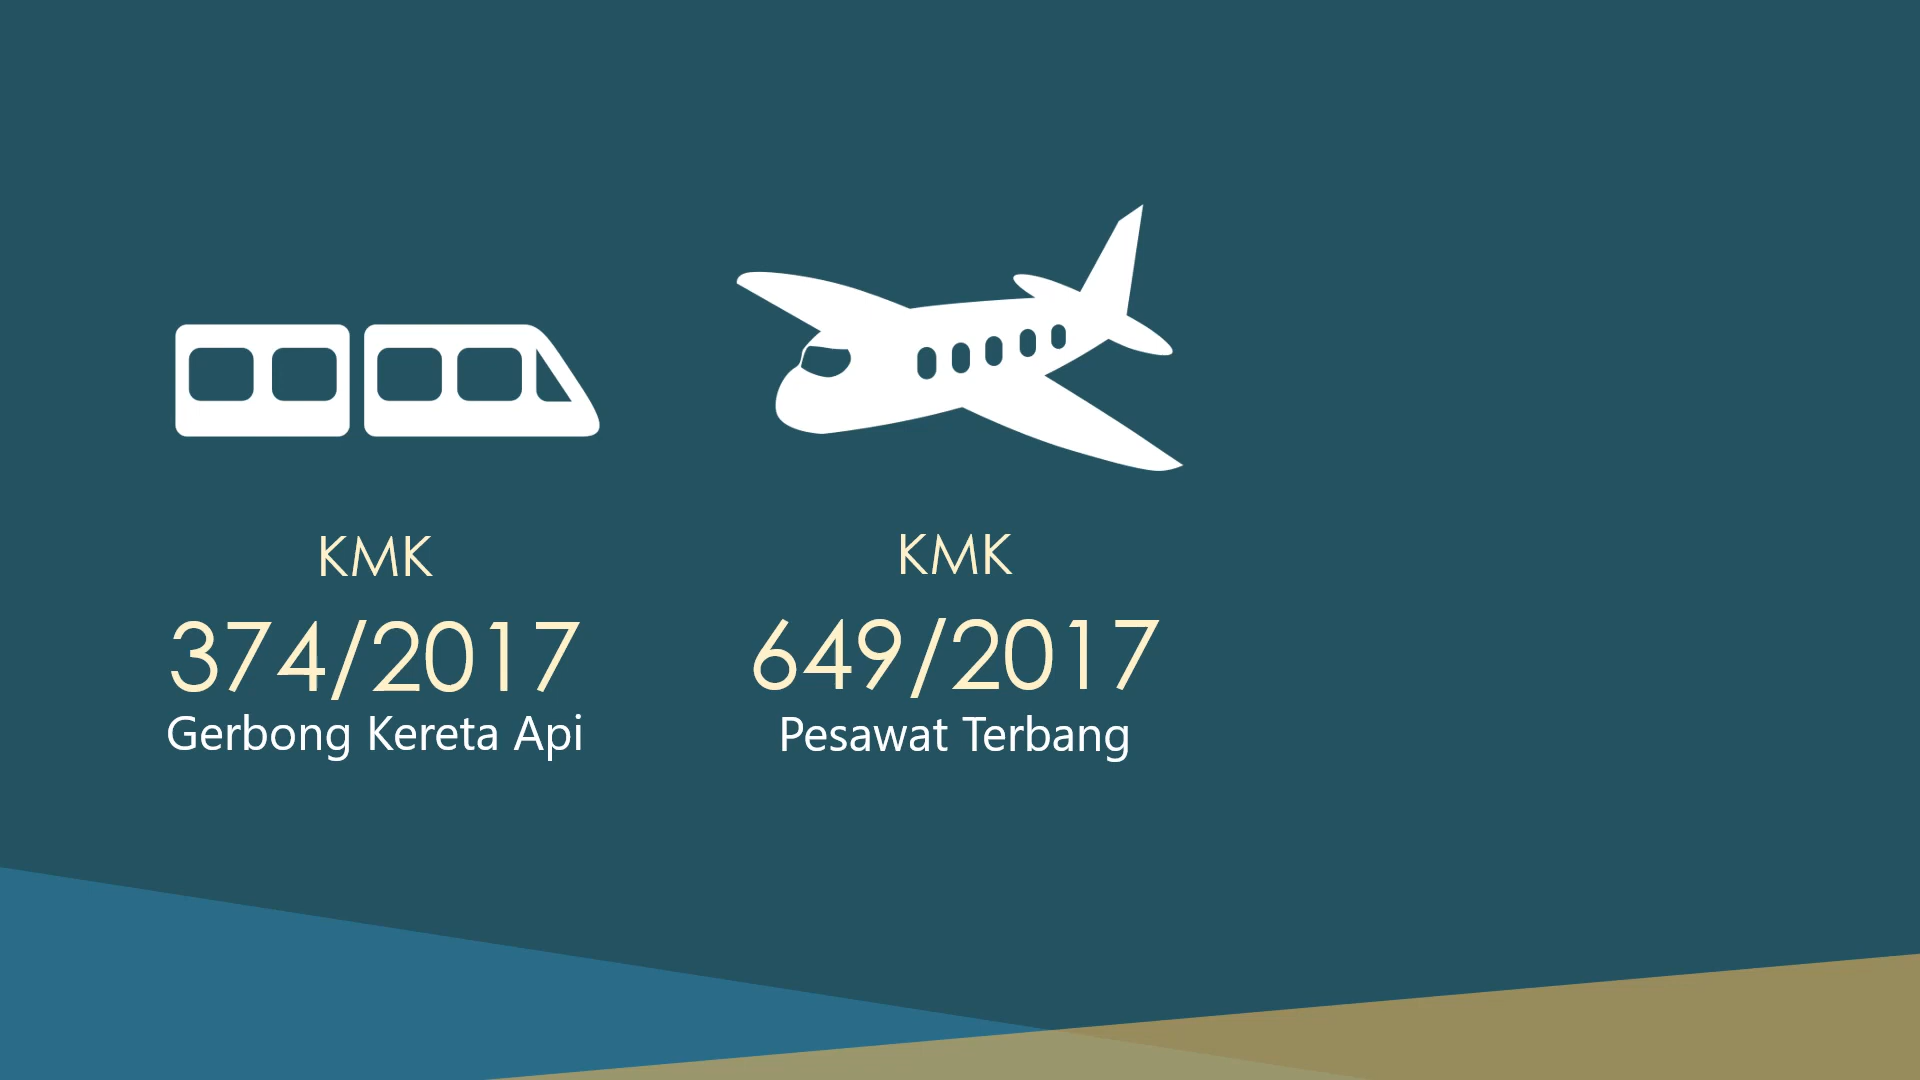 KMK
374/2017
Gerbong Kereta Api
KMK
649/2017
Pesawat Terbang